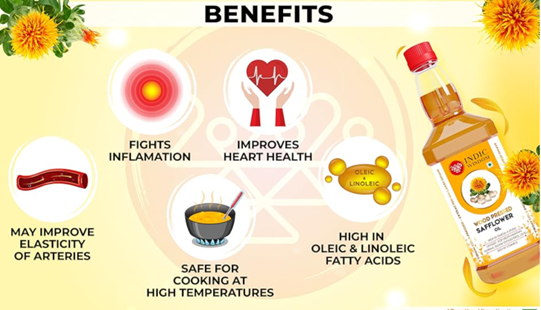 BENEFITS
FIGHTS
INFLAMATION
IMPROVES
HEART HEALTH
MAY IMPROVE
ELASTICITY
OF ARTERIES
SAFE FOR
COOKING AT
HIGH TEMPERATURES
OLEIC
&
LINOLEIC
HIGH IN
OLEIC & LINOLEIC
FATTY ACIDS
INDIC
WISDOM
WOOD PRESSED
SAFFLOWER
OIL